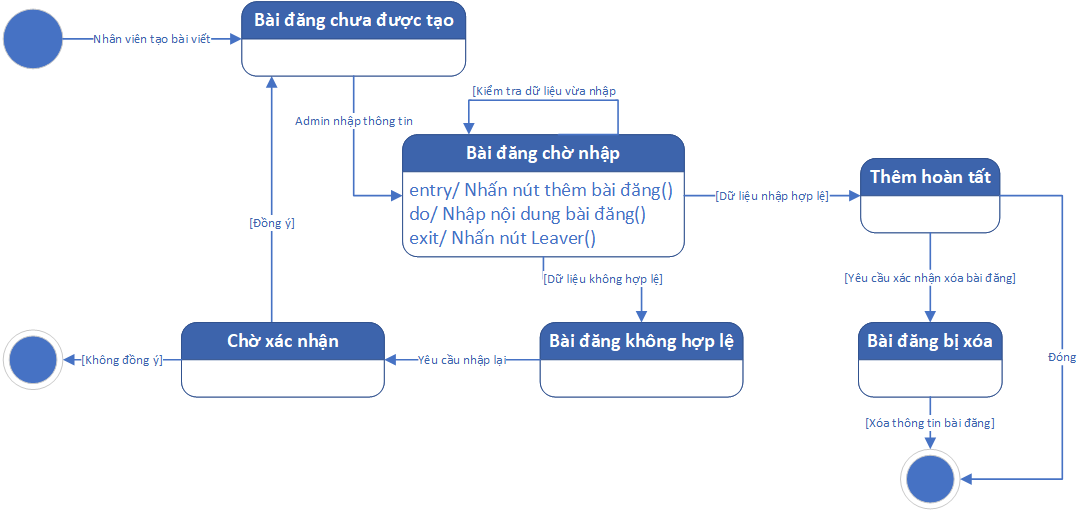 Bài đăng chưa được tạo
Nhân viên tạo bài viết
[Kiểm tra dữ liệu vừa nhập
Admin nhập thông tin
Bài đăng chờ nhập
entry/ Nhấn nút thêm bài đăng()
do/ Nhập nội dung bài đăng()
exit/ Nhấn nút Leaver()
[Dữ liệu nhập hợp lệ]
Thêm hoàn tất
[Đồng ý]
[Dữ liệu không hợp lệ]
[Yêu cầu xác nhận xóa bài đăng]
Chờ xác nhận
Bài đăng không hợp lệ
Bài đăng bị xóa
[Không đồng ý]
Yêu cầu nhập lại
Đóng
[Xóa thông tin bài đăng]